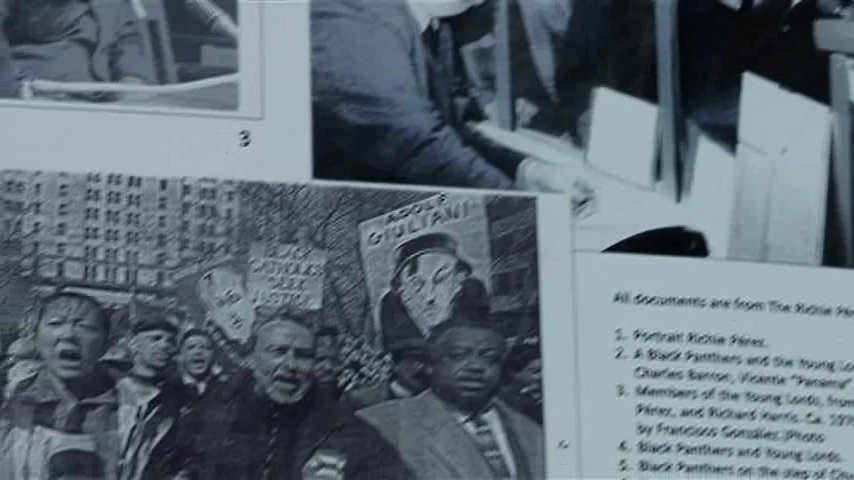 3
ADOLF
GIULIANI
BLACK
CATHOLICS
SEEK
JUSTICE
All documents are from The Richie Pére
1. Portrait Richie Pérez.
2. A Black Panthers and the Young Lo
Charles Barron, Vicente "Panama"
3. Members of the Young Lords, from
Pérez, and Richard Harris. Ca. 197
by Francisco González.(Photo
4. Black Panthers and Young Lords.
5. Black Panthers on the step of